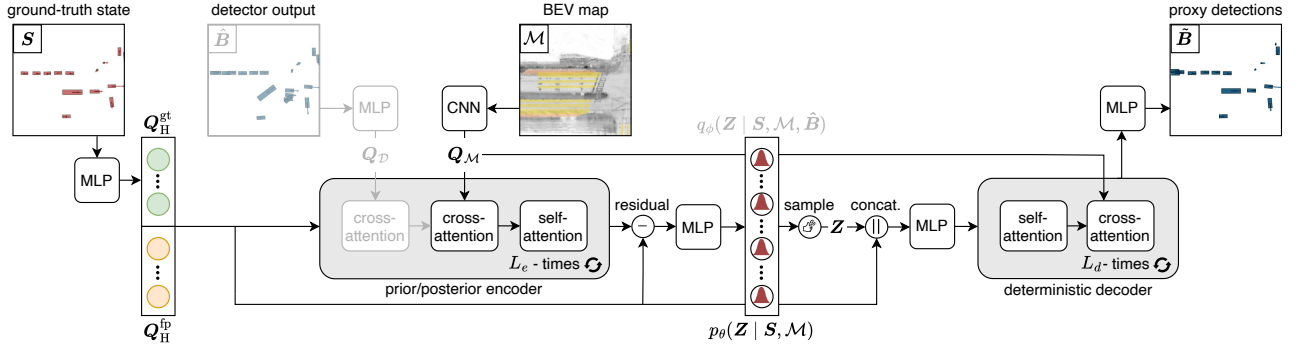 ground-truth state
detector output
BEV map
proxy detections
S
B̂
M
B̃
MLP
CNN
MLP
Q_H^gt
Q_D
Q_M
q_ϕ(Z | S, M, B̂)
MLP
cross-attention
cross-attention
self-attention
L_e - times
prior/posterior encoder
residual
−
MLP
sample
Z
concat.
||
MLP
self-attention
cross-attention
L_d - times
deterministic decoder
Q_H^fp
p_θ(Z | S, M)